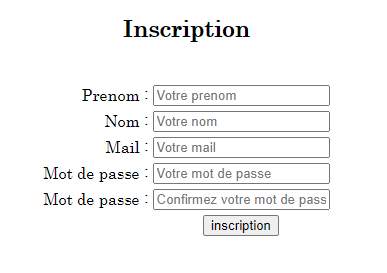 Inscription
Prenom : Votre prenom
Nom : Votre nom
Mail : Votre mail
Mot de passe : Votre mot de passe
Mot de passe : Confirmez votre mot de pass
inscription